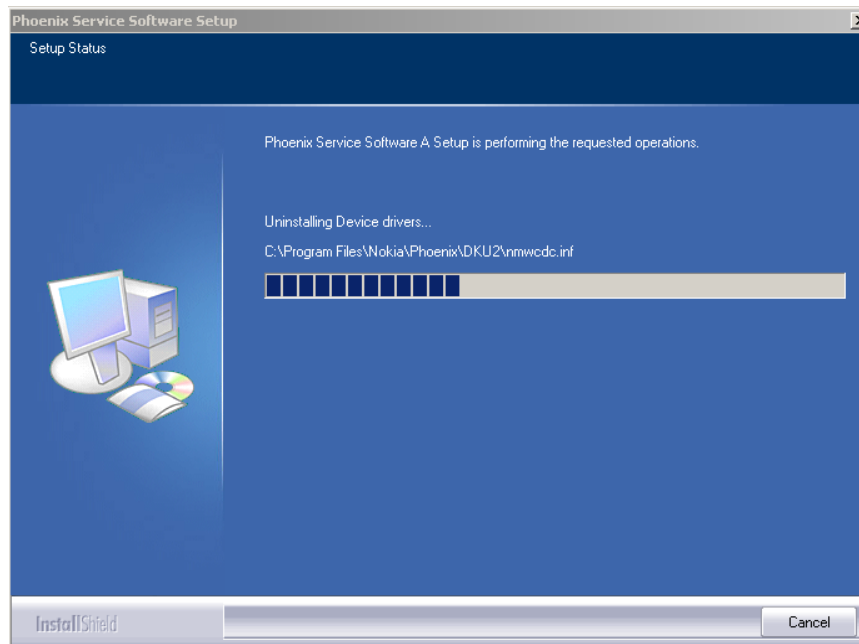 Phoenix Service Software Setup
Setup Status
Phoenix Service Software A Setup is performing the requested operations.
Uninstalling Device drivers...
C:\Program Files\Nokia\Phoenix\DKU2\nmwcdc.inf
InstallShield
Cancel